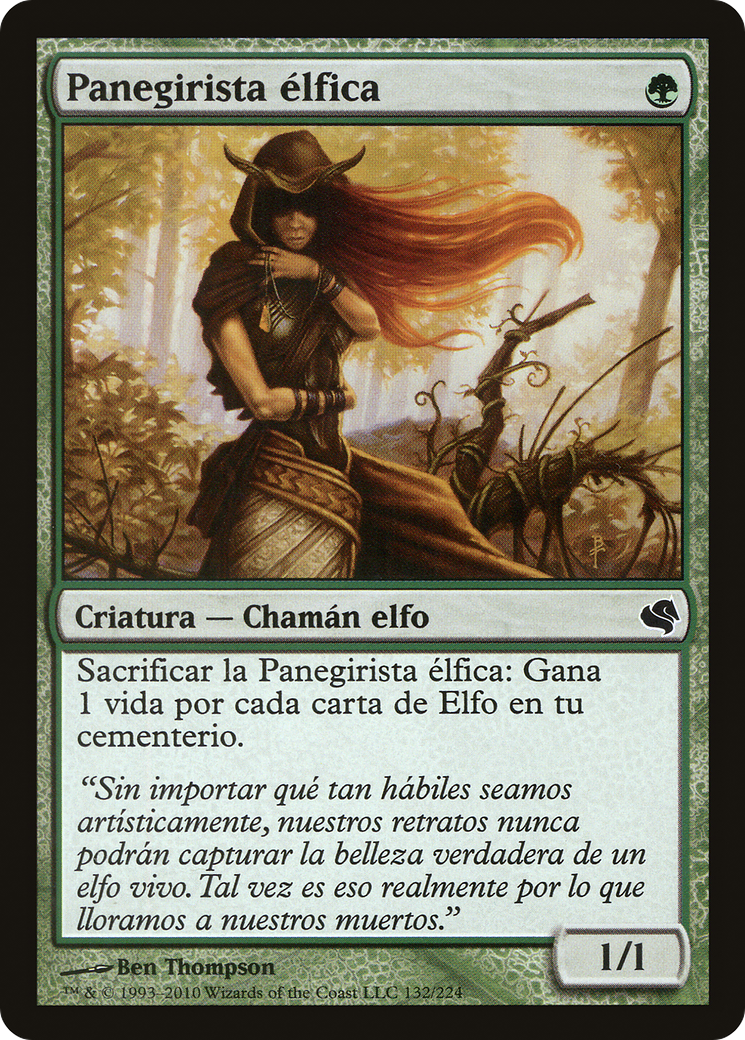 Panegirista élfica
Criatura — Chamán elfo
Sacrificar la Panegirista élfica: Gana
1 vida por cada carta de Elfo en tu
cementerio.
“Sin importar qué tan hábiles seamos
artísticamente, nuestros retratos nunca
podrán capturar la belleza verdadera de un
elfo vivo. Tal vez es eso realmente por lo que
lloramos a nuestros muertos.”
1/1
Ben Thompson
™ & © 1993–2010 Wizards of the Coast LLC 132/224